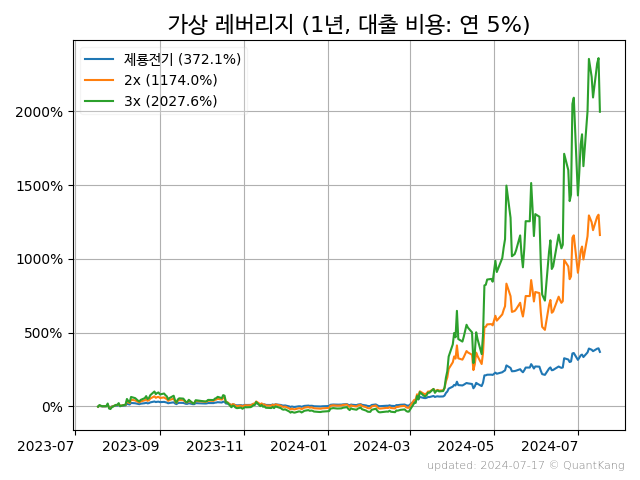 가상 레버리지 (1년, 대출 비용: 연 5%)
제룡전기 (372.1%)
2x (1174.0%)
3x (2027.6%)
2000%
1500%
1000%
500%
0%
2023-07 2023-09 2023-11 2024-01 2024-03 2024-05 2024-07
updated: 2024-07-17 © QuantKang